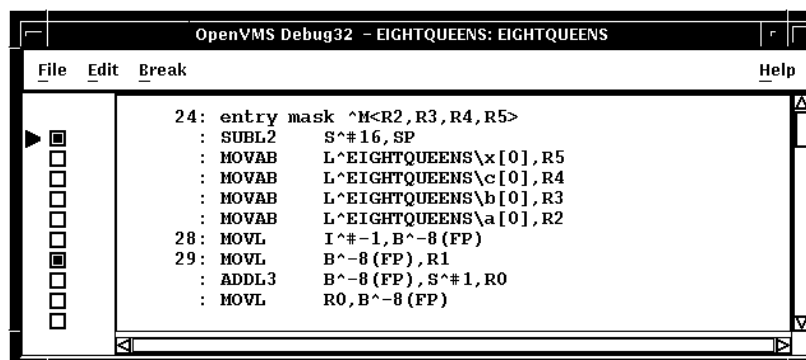 OpenVMS Debug32 - EIGHTQUEENS: EIGHTQUEENS
File Edit Break Help
24: entry mask ^M<R2,R3,R4,R5>
: SUBL2 S^#16,SP
: MOVAB L^EIGHTQUEENS\x[0],R5
: MOVAB L^EIGHTQUEENS\c[0],R4
: MOVAB L^EIGHTQUEENS\b[0],R3
: MOVAB L^EIGHTQUEENS\a[0],R2
28: MOVL I^#-1,B^-8(FP)
29: MOVL B^-8(FP),R1
: ADDL3 B^-8(FP),S^#1,R0
: MOVL R0,B^-8(FP)